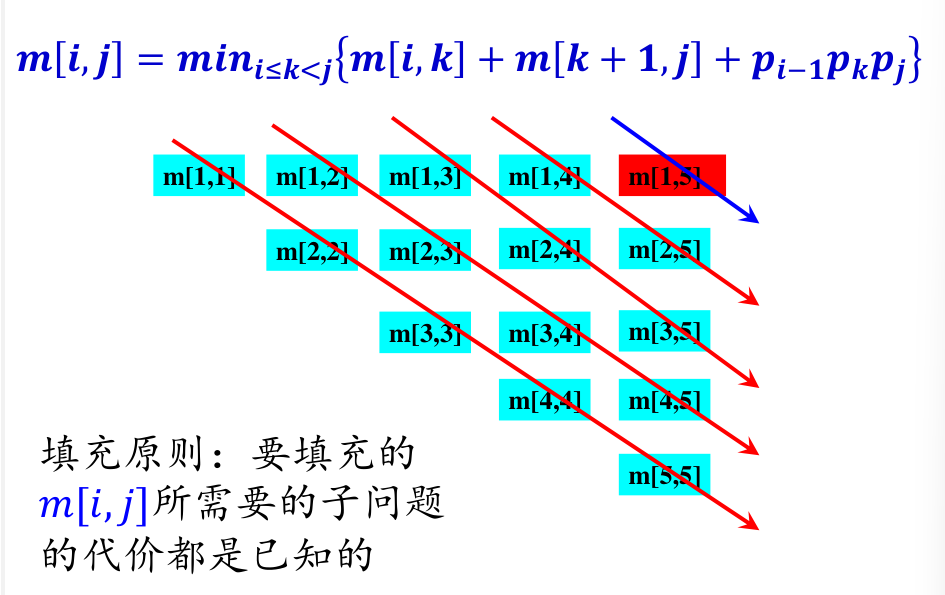 m[i, j] = min_{i≤k<j}{m[i, k] + m[k + 1, j] + p_{i−1}p_kp_j}
m[1,1] m[1,2] m[1,3] m[1,4] m[1,5]
m[2,2] m[2,3] m[2,4] m[2,5]
m[3,3] m[3,4] m[3,5]
m[4,4] m[4,5]
m[5,5]
填充原则：要填充的
m[i, j]所需要的子问题
的代价都是已知的